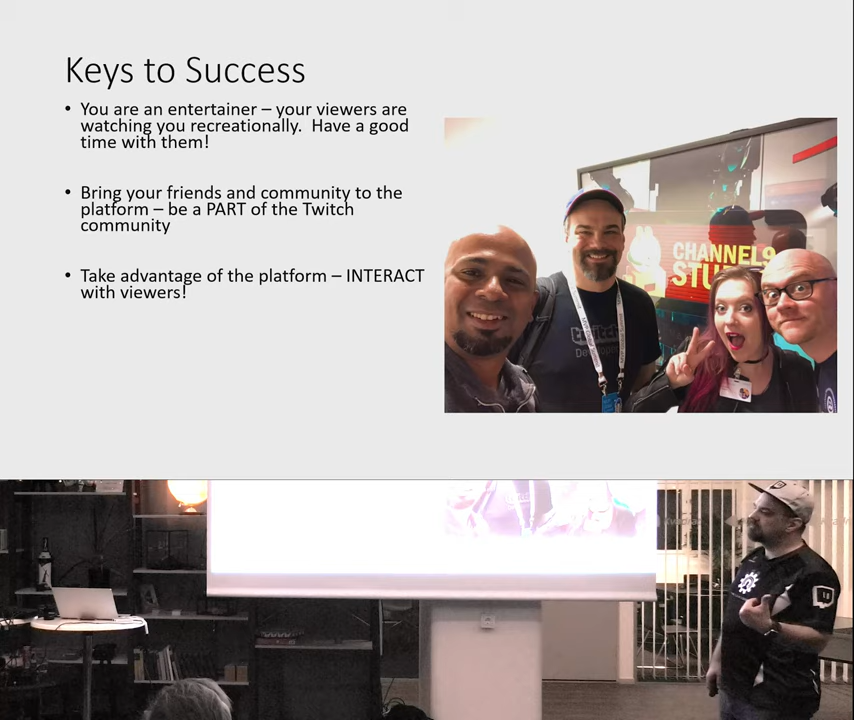 Keys to Success
• You are an entertainer – your viewers are
watching you recreationally.  Have a good
time with them!
• Bring your friends and community to the
platform – be a PART of the Twitch
community
• Take advantage of the platform – INTERACT
with viewers!
CHANNEL9
twitch